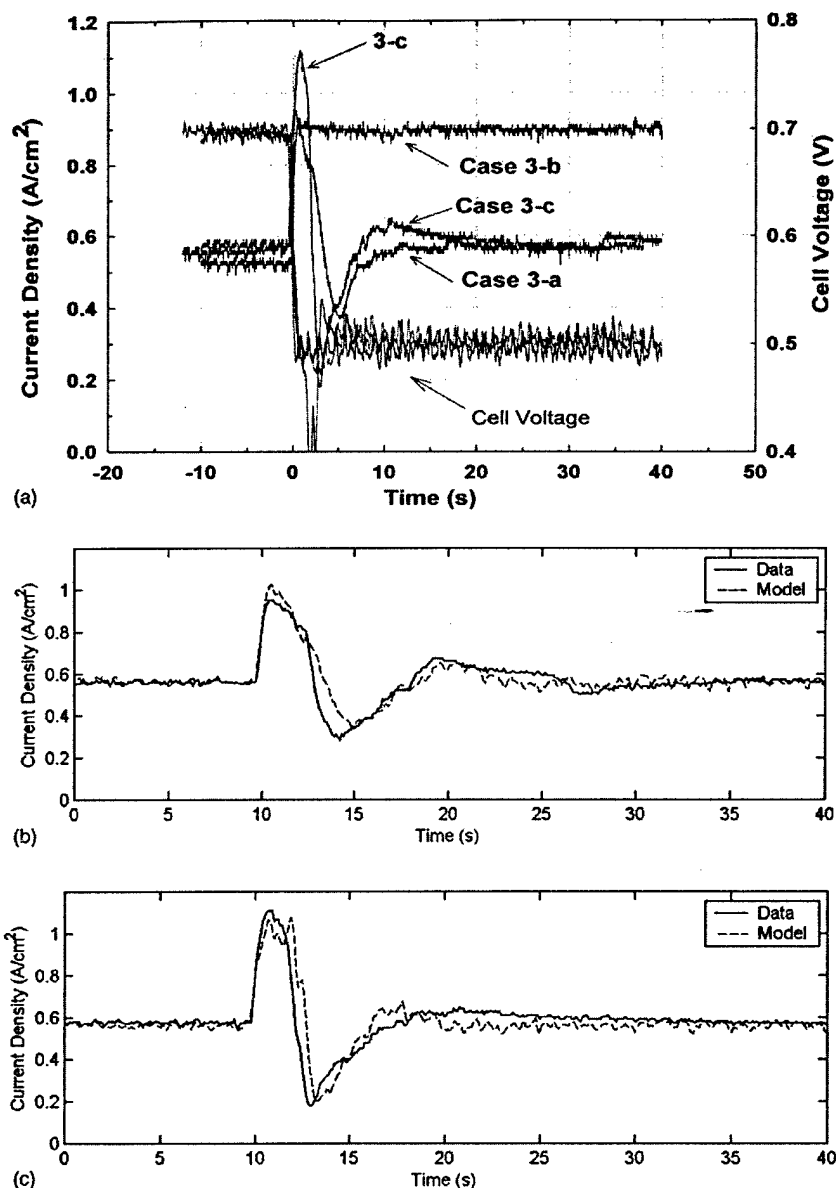 1.2
1.0
0.8
0.6
0.4
0.2
0.0
Current Density (A/cm²)
3-c
Case 3-b
Case 3-c
Case 3-a
Cell Voltage
0.8
0.7
0.6
0.5
0.4
Cell Voltage (V)
-20 -10 0 10 20 30 40 50
Time (s)
(a)
Current Density (A/cm²)
1
0.8
0.6
0.4
0.2
0
Data
Model
0 5 10 15 20 25 30 35 40
Time (s)
(b)
Current Density (A/cm²)
1
0.8
0.6
0.4
0.2
0
Data
Model
0 5 10 15 20 25 30 35 40
Time (s)
(c)